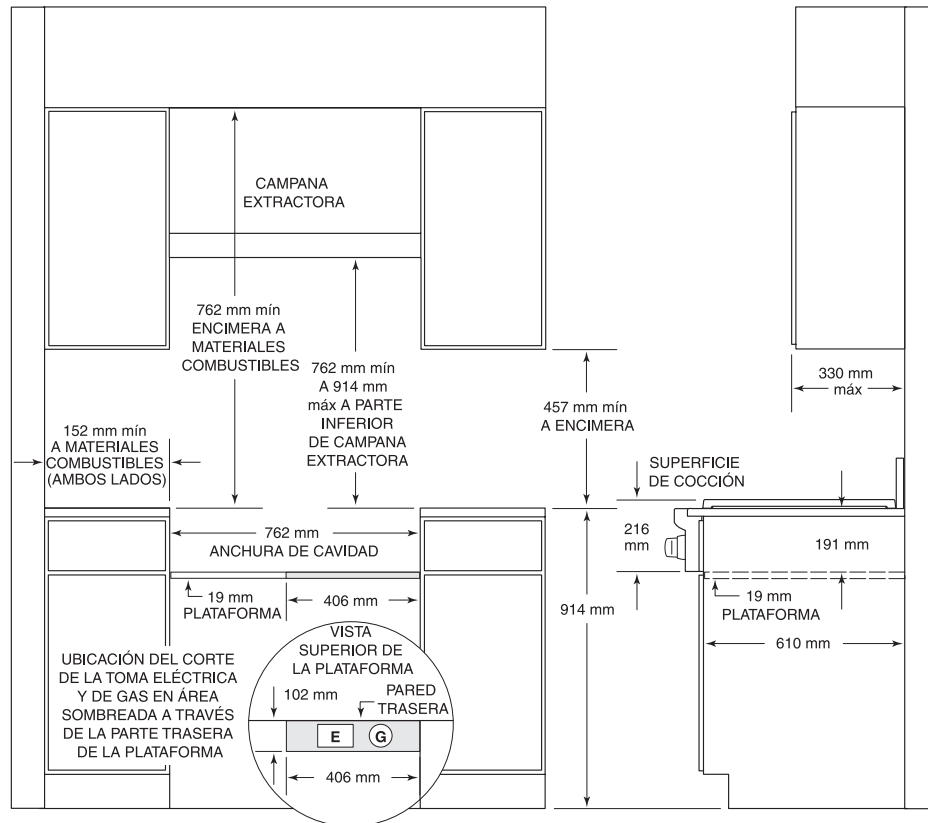 CAMPANA
EXTRACTORA
762 mm mín
ENCIMERA A
MATERIALES
COMBUSTIBLES
762 mm mín
A 914 mm
máx A PARTE
INFERIOR
DE CAMPANA
EXTRACTORA
152 mm mín
A MATERIALES
COMBUSTIBLES
(AMBOS LADOS)
457 mm mín
A ENCIMERA
330 mm
máx
SUPERFICIE
DE COCCIÓN
762 mm
ANCHURA DE CAVIDAD
216
mm
191 mm
19 mm
PLATAFORMA
406 mm
914 mm
19 mm
PLATAFORMA
610 mm
UBICACIÓN DEL CORTE
DE LA TOMA ELÉCTRICA
Y DE GAS EN ÁREA
SOMBREADA A TRAVÉS
DE LA PARTE TRASERA
DE LA PLATAFORMA
VISTA
SUPERIOR DE
LA PLATAFORMA
102 mm
PARED
TRASERA
E
G
406 mm